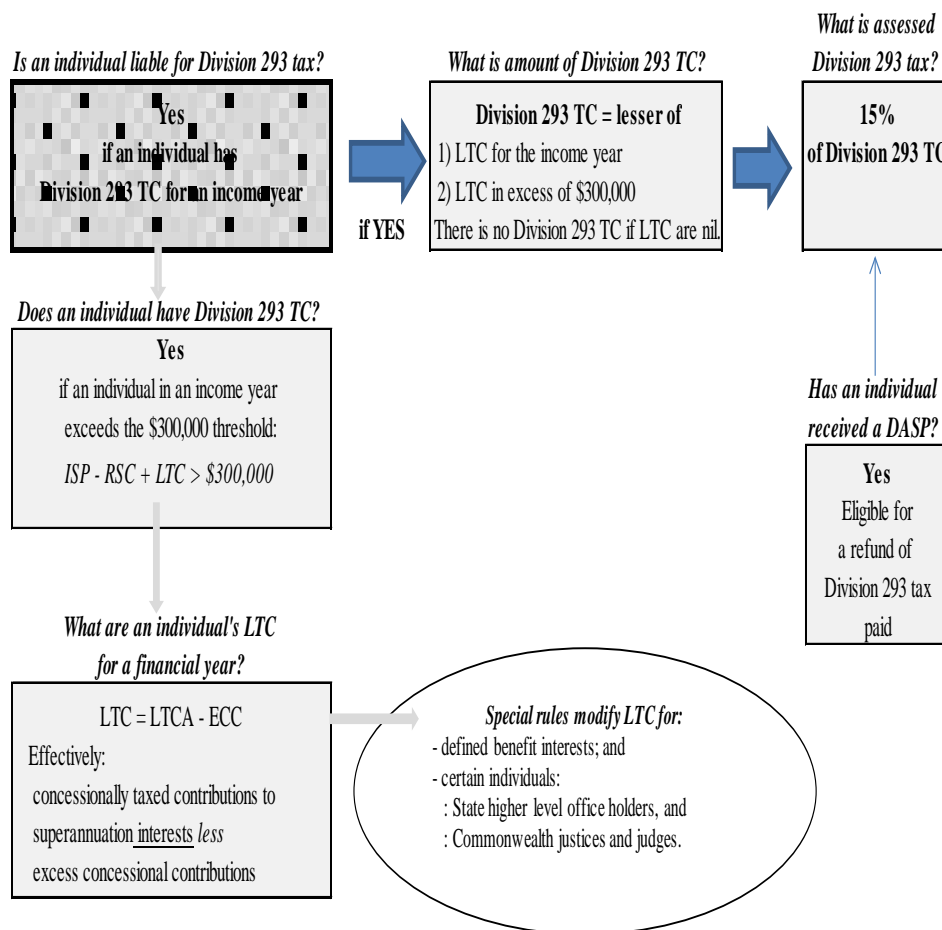 Is an individual liable for Division 293 tax?
Yes
if an individual has
Division 293 TC for an income year
if YES
What is amount of Division 293 TC?
Division 293 TC = lesser of
1) LTC for the income year
2) LTC in excess of $300,000
There is no Division 293 TC if LTC are nil.
What is assessed
Division 293 tax?
15%
of Division 293 TC
Does an individual have Division 293 TC?
Yes
if an individual in an income year
exceeds the $300,000 threshold:
ISP - RSC + LTC > $300,000
Has an individual
received a DASP?
Yes
Eligible for
a refund of
Division 293 tax
paid
What are an individual's LTC
for a financial year?
LTC = LTCA - ECC
Effectively:
concessionally taxed contributions to
superannuation interests less
excess concessional contributions
Special rules modify LTC for:
- defined benefit interests; and
- certain individuals:
: State higher level office holders, and
: Commonwealth justices and judges.